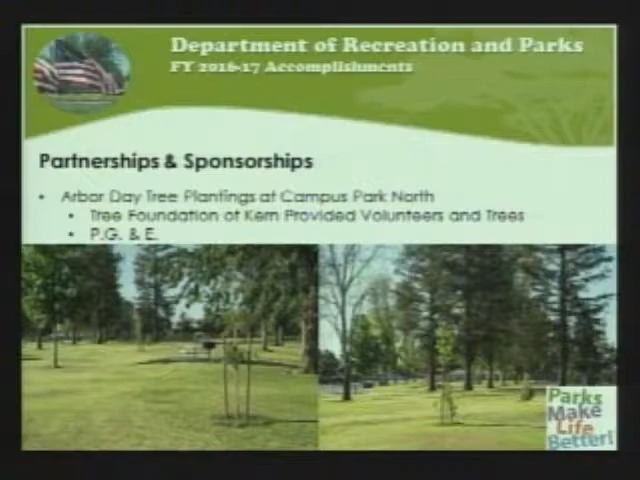 Department of Recreation and Parks
FY 2016-17 Accomplishments
Partnerships & Sponsorships
• Arbor Day Tree Plantings at Campus Park North
• Tree Foundation of Kern Provided Volunteers and Trees
• P.G. & E.
Parks
Make
Life
Better!